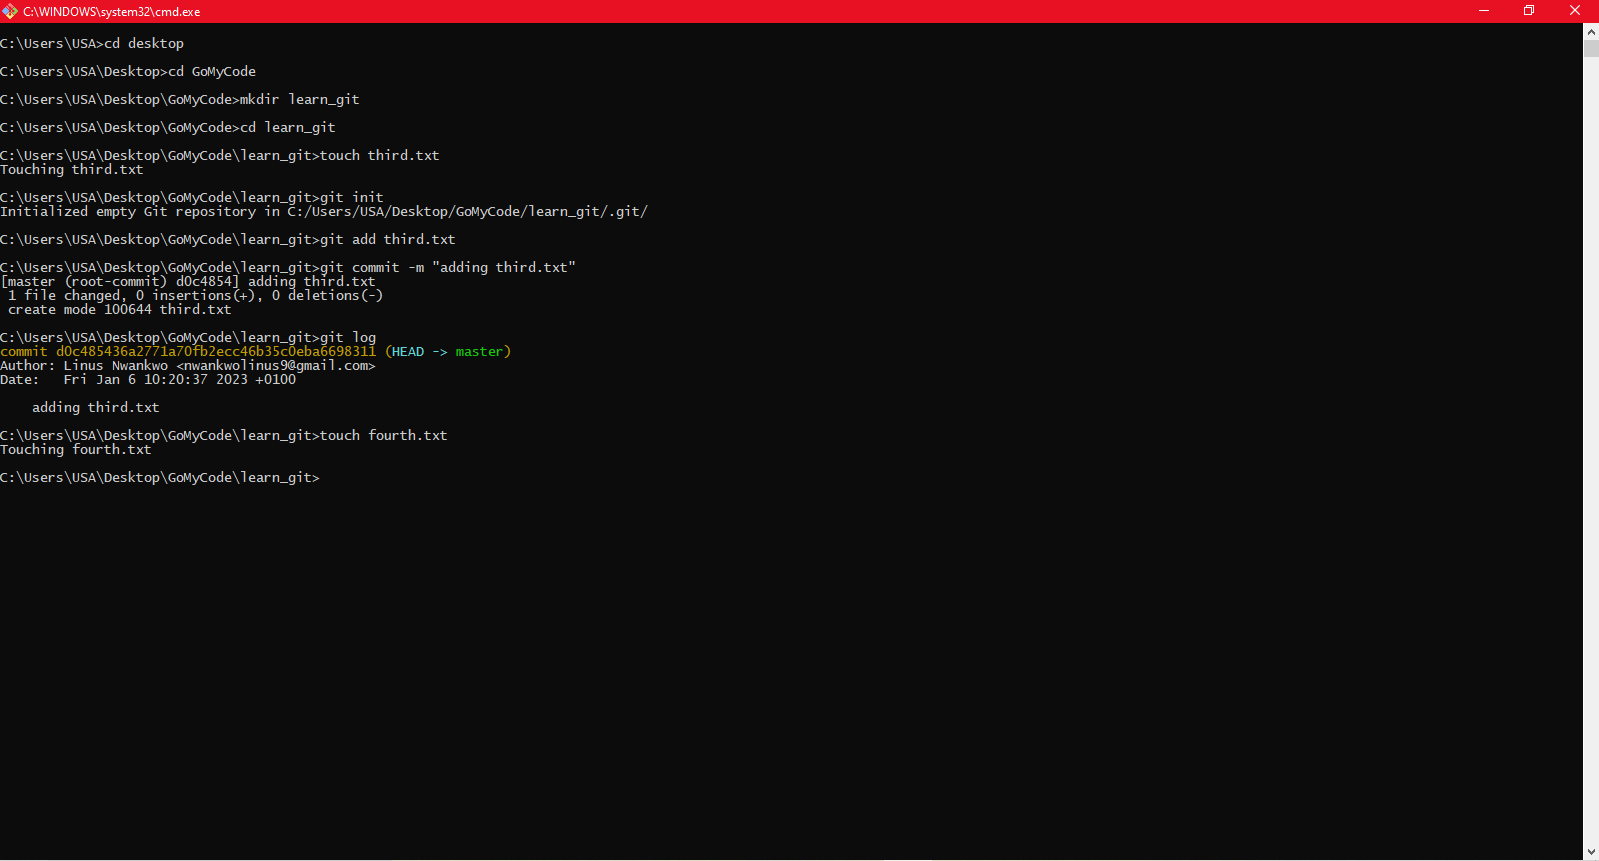 C:\WINDOWS\system32\cmd.exe
C:\Users\USA>cd desktop
C:\Users\USA\Desktop>cd GoMyCode
C:\Users\USA\Desktop\GoMyCode>mkdir learn_git
C:\Users\USA\Desktop\GoMyCode>cd learn_git
C:\Users\USA\Desktop\GoMyCode\learn_git>touch third.txt
Touching third.txt
C:\Users\USA\Desktop\GoMyCode\learn_git>git init
Initialized empty Git repository in C:/Users/USA/Desktop/GoMyCode/learn_git/.git/
C:\Users\USA\Desktop\GoMyCode\learn_git>git add third.txt
C:\Users\USA\Desktop\GoMyCode\learn_git>git commit -m "adding third.txt"
[master (root-commit) d0c4854] adding third.txt
 1 file changed, 0 insertions(+), 0 deletions(-)
 create mode 100644 third.txt
C:\Users\USA\Desktop\GoMyCode\learn_git>git log
commit d0c485436a2771a70fb2ecc46b35c0eba6698311 (HEAD -> master)
Author: Linus Nwankwo <nwankwolinus9@gmail.com>
Date:   Fri Jan 6 10:20:37 2023 +0100
    adding third.txt
C:\Users\USA\Desktop\GoMyCode\learn_git>touch fourth.txt
Touching fourth.txt
C:\Users\USA\Desktop\GoMyCode\learn_git>